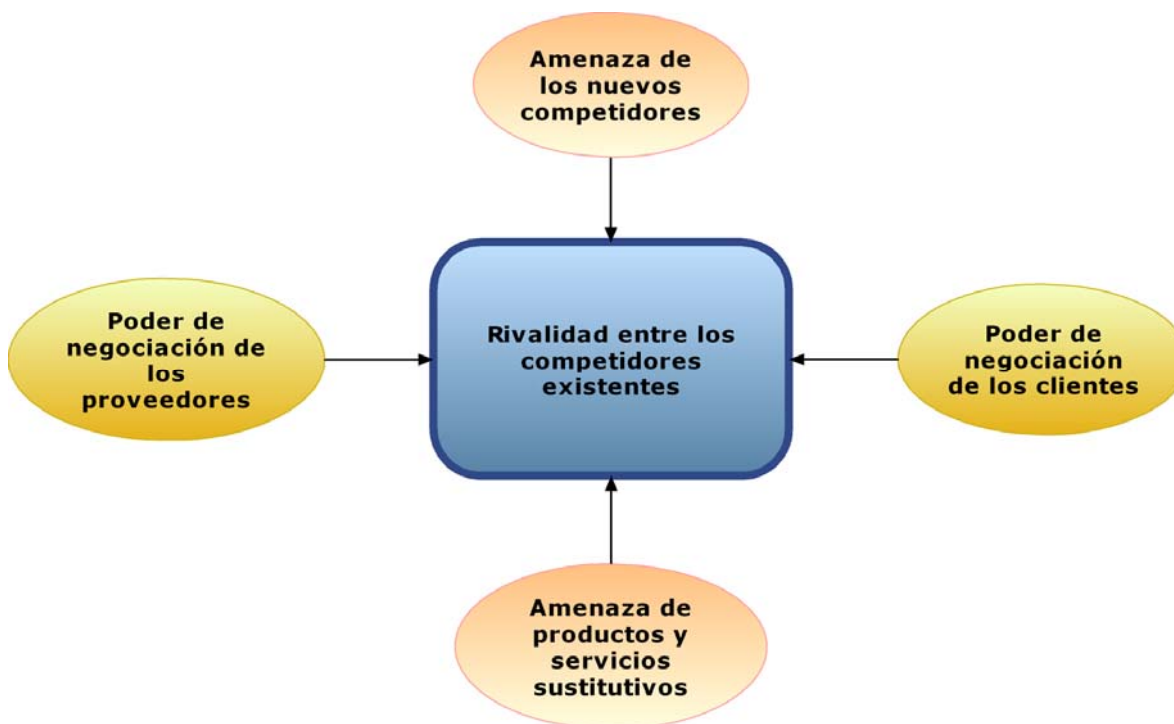 Amenaza de
los nuevos
competidores
Poder de
negociación de
los
proveedores
Rivalidad entre los
competidores
existentes
Poder de
negociación
de los clientes
Amenaza de
productos y
servicios
sustitutivos